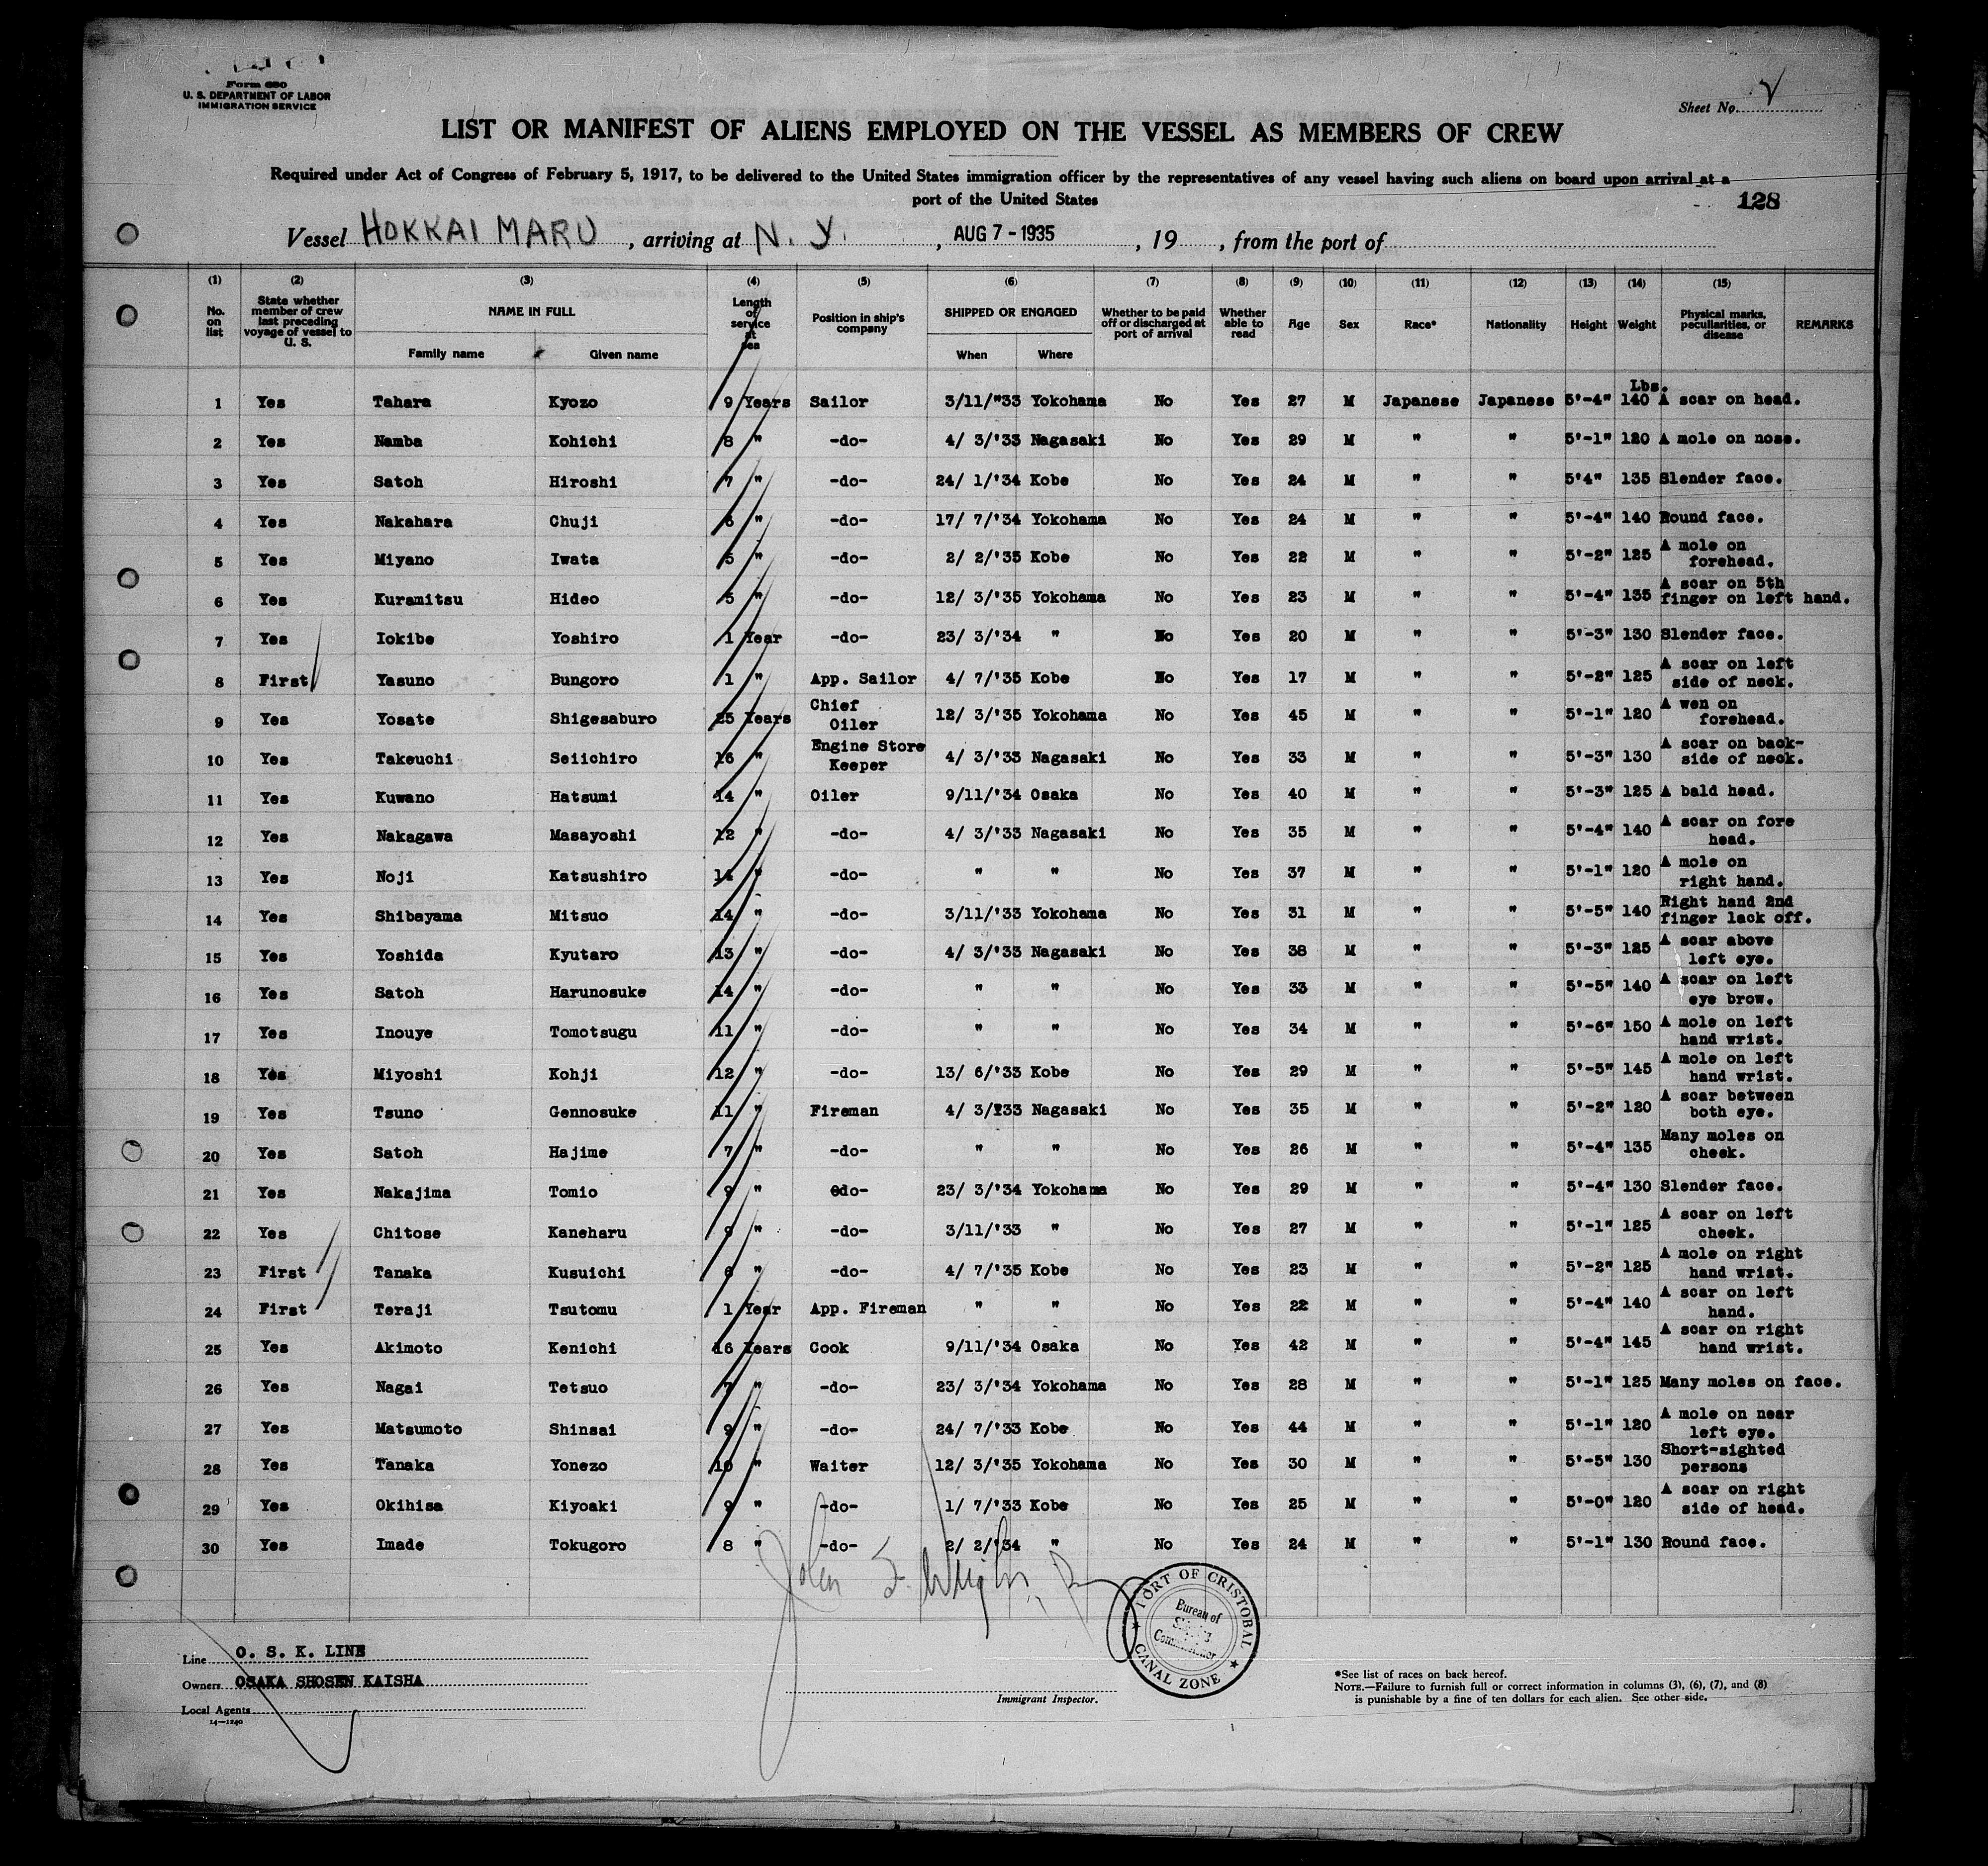 Form 680
U. S. DEPARTMENT OF LABOR
IMMIGRATION SERVICE
Sheet No.
LIST OR MANIFEST OF ALIENS EMPLOYED ON THE VESSEL AS MEMBERS OF CREW
Required under Act of Congress of February 5, 1917, to be delivered to the United States immigration officer by the representatives of any vessel having such aliens on board upon arrival at a
port of the United States
128
Vessel HOKKAI MARU , arriving at N. Y. , AUG 7 - 1935 , 19 , from the port of
(1) (2) (3) (4) (5) (6) (7) (8) (9) (10) (11) (12) (13) (14) (15)
No. on list State whether member of crew last preceding voyage of vessel to U. S. NAME IN FULL Family name Given name Length of service at sea Position in ship's company SHIPPED OR ENGAGED When Where Whether to be paid off or discharged at port of arrival Whether able to read Age Sex Race* Nationality Height Weight Physical marks, peculiarities, or disease REMARKS
Lbs.
1 Yes Tahara Kyozo 9 Years Sailor 3/11/"33 Yokohama No Yes 27 M Japanese Japanese 5'-4" 140 A scar on head.
2 Yes Namba Kohichi 8 " -do- 4/ 3/'33 Nagasaki No Yes 29 M " " 5'-1" 120 A mole on nose.
3 Yes Satoh Hiroshi 7 " -do- 24/ 1/'34 Kobe No Yes 24 M " " 5'4" 135 Slender face.
4 Yes Nakahara Chuji 6 " -do- 17/ 7/'34 Yokohama No Yes 24 M " " 5'-4" 140 Round face.
5 Yes Miyano Iwata 5 " -do- 2/ 2/'35 Kobe No Yes 22 M " " 5'-2" 125 A mole on forehead.
6 Yes Kuramitsu Hideo 5 " -do- 12/ 3/'35 Yokohama No Yes 23 M " " 5'-4" 135 A scar on 5th finger on left hand.
7 Yes Iokibe Yoshiro 1 Year -do- 23/ 3/'34 " No Yes 20 M " " 5'-3" 130 Slender face.
8 First Yasuno Bungoro 1 " App. Sailor 4/ 7/'35 Kobe No Yes 17 M " " 5'-2" 125 A scar on left side of neck.
9 Yes Yosate Shigesaburo 25 Years Chief Oiler 12/ 3/'35 Yokohama No Yes 45 M " " 5'-1" 120 A wen on forehead.
10 Yes Takeuchi Seiichiro 16 " Engine Store Keeper 4/ 3/'33 Nagasaki No Yes 33 M " " 5'-3" 130 A scar on back-side of neck.
11 Yes Kuwano Hatsumi 14 " Oiler 9/11/'34 Osaka No Yes 40 M " " 5'-3" 125 A bald head.
12 Yes Nakagawa Masayoshi 12 " -do- 4/ 3/'33 Nagasaki No Yes 35 M " " 5'-4" 140 A scar on fore head.
13 Yes Noji Katsushiro 14 " -do- " " No Yes 37 M " " 5'-1" 120 A mole on right hand.
14 Yes Shibayama Mitsuo 14 " -do- 3/11/'33 Yokohama No Yes 31 M " " 5'-5" 140 Right hand 2nd finger lack off.
15 Yes Yoshida Kyutaro 13 " -do- 4/ 3/'33 Nagasaki No Yes 38 M " " 5'-3" 125 A scar above left eye.
16 Yes Satoh Harunosuke 14 " -do- " " No Yes 33 M " " 5'-5" 140 A scar on left eye brow.
17 Yes Inouye Tomotsugu 11 " -do- " " No Yes 34 M " " 5'-6" 150 A mole on left hand wrist.
18 Yes Miyoshi Kohji 12 " -do- 13/ 6/'33 Kobe No Yes 29 M " " 5'-5" 145 A mole on left hand wrist.
19 Yes Tsuno Gennosuke 11 " Fireman 4/ 3/'33 Nagasaki No Yes 35 M " " 5'-2" 120 A scar between both eye.
20 Yes Satoh Hajime 7 " -do- " " No Yes 26 M " " 5'-4" 135 Many moles on cheek.
21 Yes Nakajima Tomio 9 " -do- 23/ 3/'34 Yokohama No Yes 29 M " " 5'-4" 130 Slender face.
22 Yes Chitose Kaneharu 9 " -do- 3/11/'33 " No Yes 27 M " " 5'-1" 125 A scar on left cheek.
23 First Tanaka Kusuichi 6 " -do- 4/ 7/'35 Kobe No Yes 23 M " " 5'-2" 125 A mole on right hand wrist.
24 First Teraji Tsutomu 1 Year App. Fireman " " No Yes 22 M " " 5'-4" 140 A scar on left hand.
25 Yes Akimoto Kenichi 16 Years Cook 9/11/'34 Osaka No Yes 42 M " " 5'-4" 145 A scar on right hand wrist.
26 Yes Nagai Tetsuo 7 " -do- 23/ 3/'34 Yokohama No Yes 28 M " " 5'-1" 125 Many moles on face.
27 Yes Matsumoto Shinsai 9 " -do- 24/ 7/'33 Kobe No Yes 44 M " " 5'-1" 120 A mole on near left eye.
28 Yes Tanaka Yonezo 10 " Waiter 12/ 3/'35 Yokohama No Yes 30 M " " 5'-5" 130 Short-sighted persons
29 Yes Okihisa Kiyoaki 9 " -do- 1/ 7/'33 Kobe No Yes 25 M " " 5'-0" 120 A scar on right side of head.
30 Yes Imade Tokugoro 8 " -do- 2/ 2/'34 " No Yes 24 M " " 5'-1" 130 Round face.
PORT OF CRISTOBAL
Bureau of
CANAL ZONE
Line O. S. K. LINE
Owners OSAKA SHOSEN KAISHA
Local Agents
14—1240
Immigrant Inspector.
*See list of races on back hereof.
NOTE.—Failure to furnish full or correct information in columns (3), (6), (7), and (8)
is punishable by a fine of ten dollars for each alien. See other side.